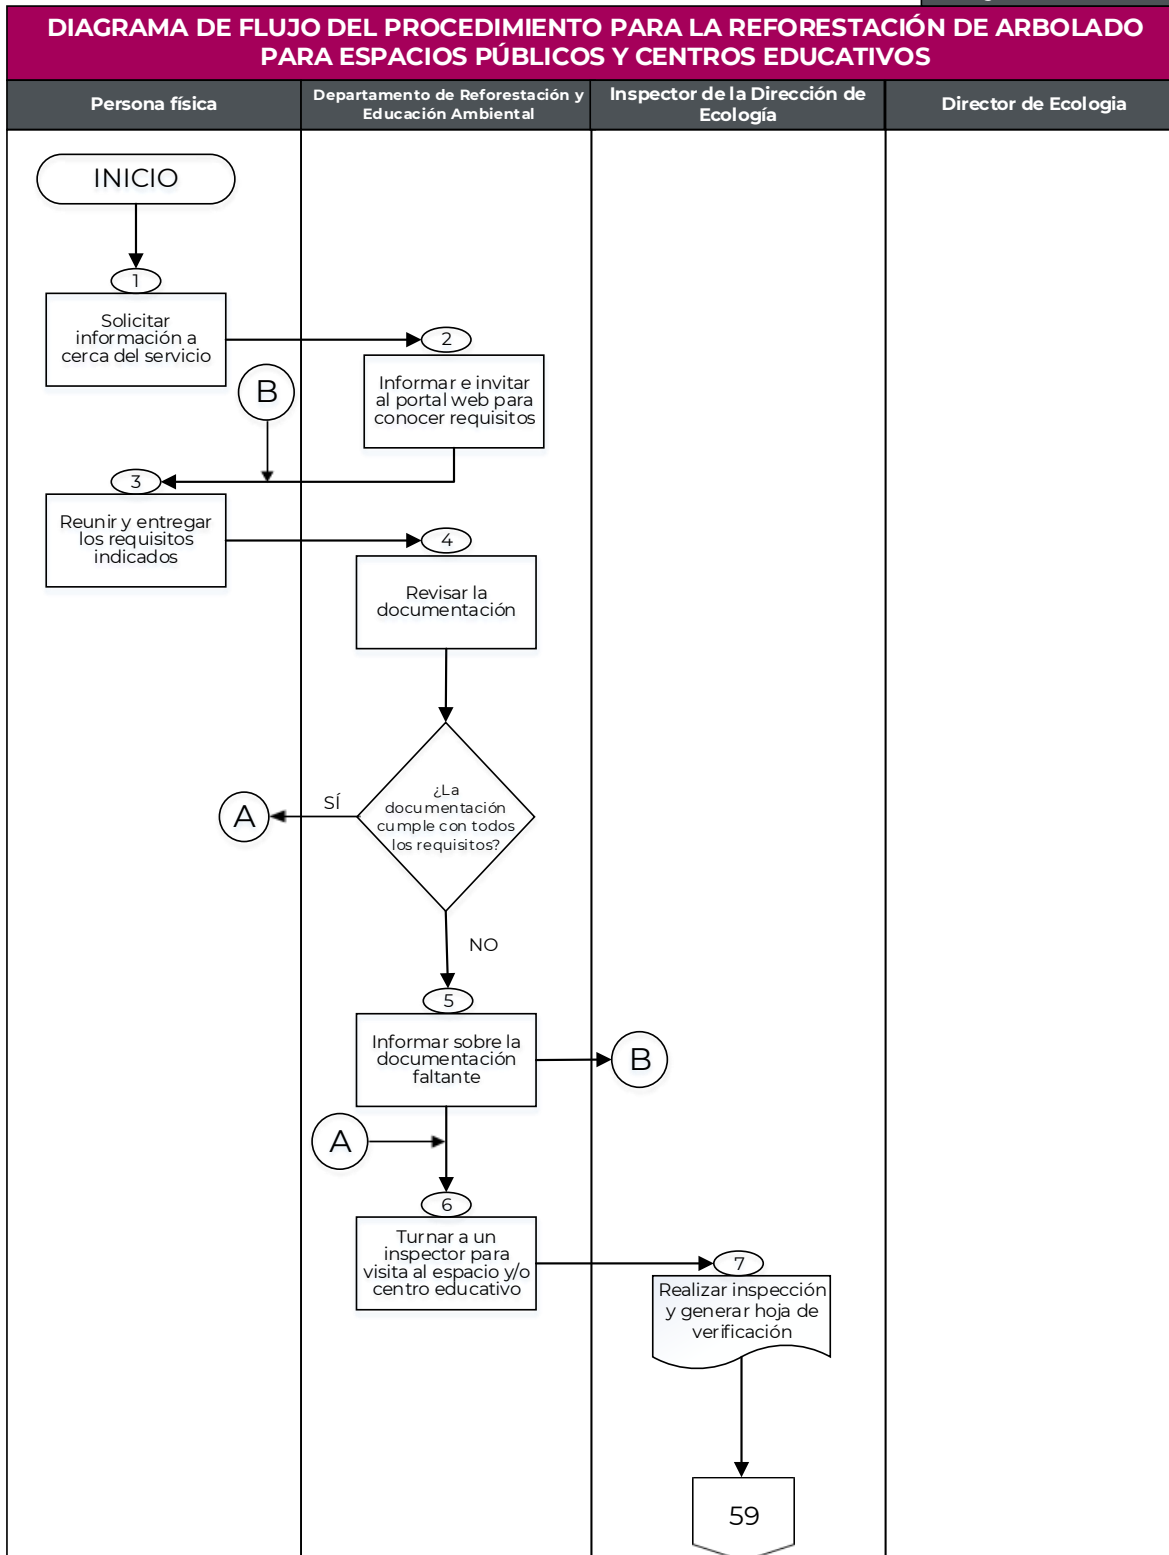 DIAGRAMA DE FLUJO DEL PROCEDIMIENTO PARA LA REFORESTACIÓN DE ARBOLADO
PARA ESPACIOS PÚBLICOS Y CENTROS EDUCATIVOS
Persona física
Departamento de Reforestación y
Educación Ambiental
Inspector de la Dirección de
Ecología
Director de Ecologia
INICIO
1
Solicitar
información a
cerca del servicio
2
Informar e invitar
al portal web para
conocer requisitos
B
3
Reunir y entregar
los requisitos
indicados
4
Revisar la
documentación
¿La
documentación
cumple con todos
los requisitos?
SÍ
A
NO
5
Informar sobre la
documentación
faltante
B
A
6
Turnar a un
inspector para
visita al espacio y/o
centro educativo
7
Realizar inspección
y generar hoja de
verificación
59